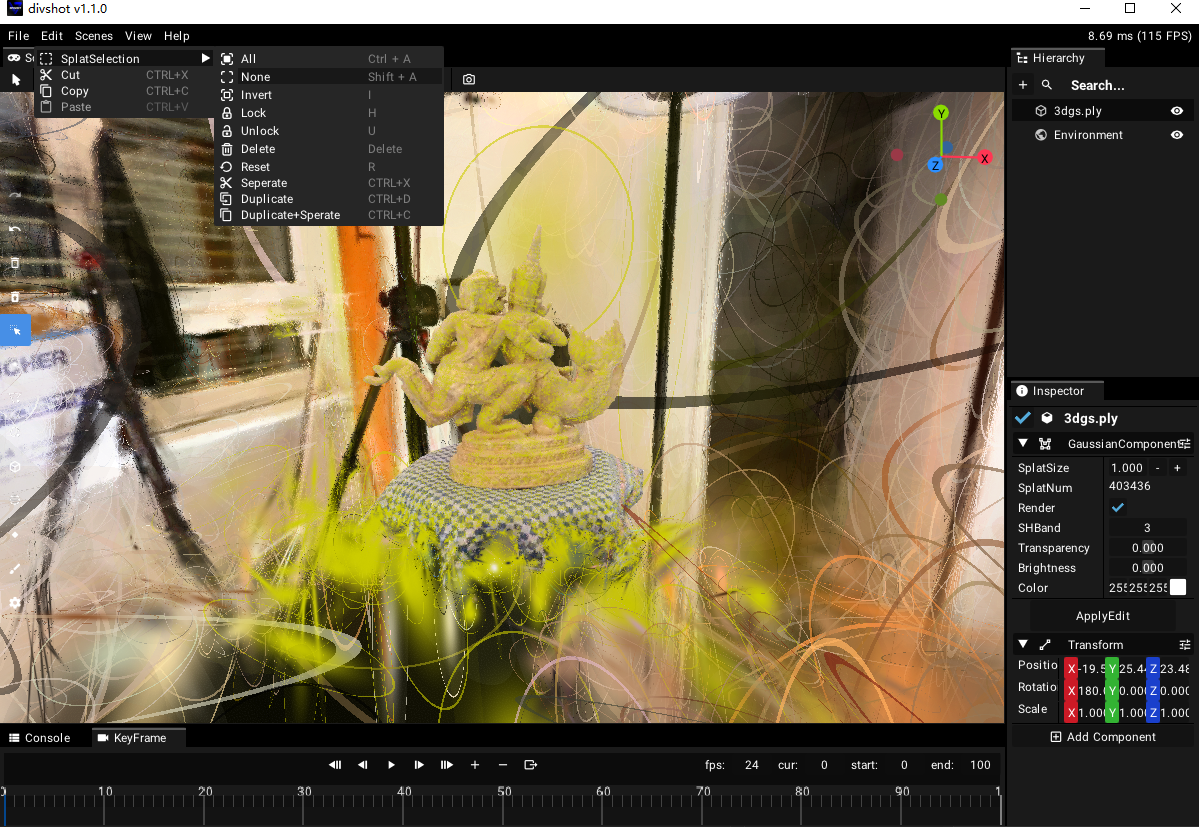 divshot v1.1.0
File Edit Scenes View Help
8.69 ms (115 FPS)
SplatSelection
Cut CTRL+X
Copy CTRL+C
Paste CTRL+V
All Ctrl + A
None Shift + A
Invert I
Lock H
Unlock U
Delete Delete
Reset R
Seperate CTRL+X
Duplicate CTRL+D
Duplicate+Sperate CTRL+C
Y
X
Z
UCHER
Hierarchy
Search...
3dgs.ply
Environment
Inspector
3dgs.ply
GaussianComponent
SplatSize 1.000 - +
SplatNum 403436
Render
SHBand 3
Transparency 0.000
Brightness 0.000
Color 255 255 255
ApplyEdit
Transform
Positio X -19.5 Y 25.4 Z 23.48
Rotatio X 180.0 Y 0.000 Z 0.000
Scale X 1.000 Y 1.000 Z 1.000
Add Component
Console KeyFrame
fps: 24 cur: 0 start: 0 end: 100
0 10 20 30 40 50 60 70 80 90 1